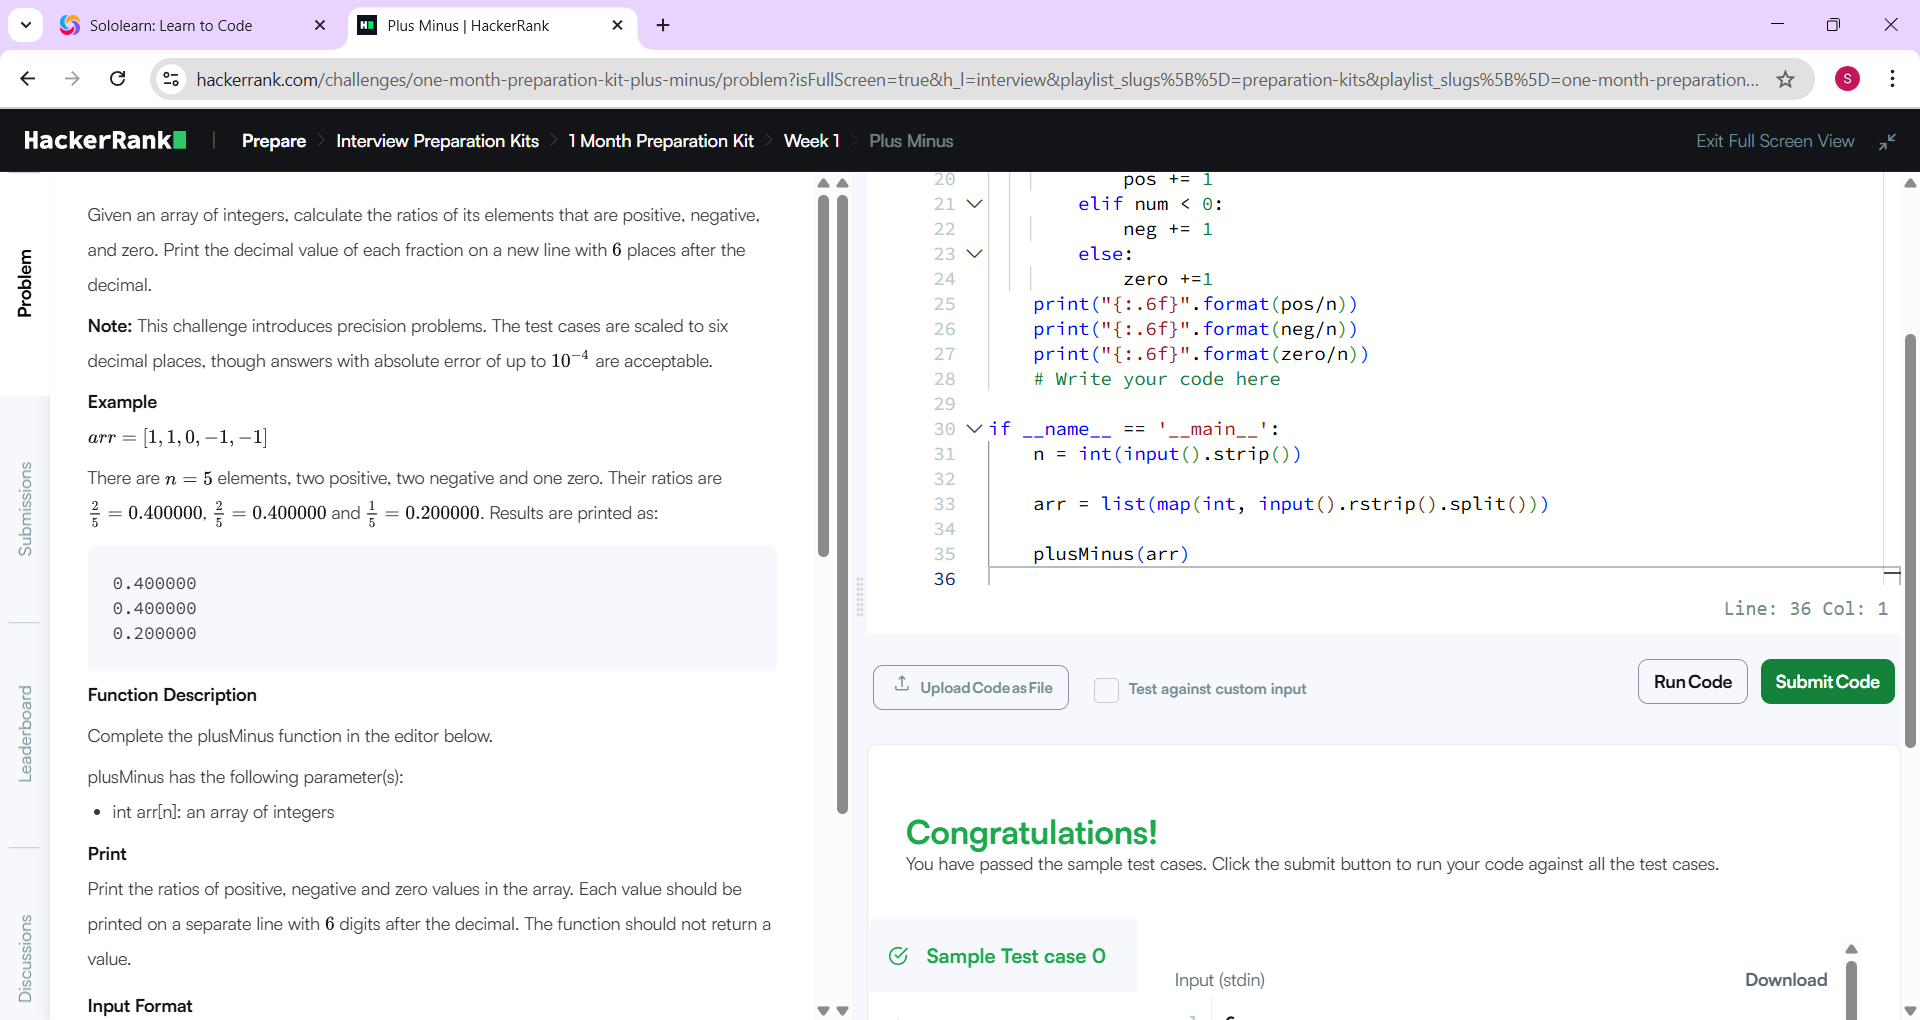 Sololearn: Learn to Code
Plus Minus | HackerRank
hackerrank.com/challenges/one-month-preparation-kit-plus-minus/problem?isFullScreen=true&h_l=interview&playlist_slugs%5B%5D=preparation-kits&playlist_slugs%5B%5D=one-month-preparation...
S
HackerRank
Prepare
Interview Preparation Kits
1 Month Preparation Kit
Week 1
Plus Minus
Exit Full Screen View
Problem
Submissions
Leaderboard
Discussions
Given an array of integers, calculate the ratios of its elements that are positive, negative,
and zero. Print the decimal value of each fraction on a new line with 6 places after the
decimal.
Note: This challenge introduces precision problems. The test cases are scaled to six
decimal places, though answers with absolute error of up to 10⁻⁴ are acceptable.
Example
arr = [1, 1, 0, −1, −1]
There are n = 5 elements, two positive, two negative and one zero. Their ratios are
2/5 = 0.400000, 2/5 = 0.400000 and 1/5 = 0.200000. Results are printed as:
0.400000
0.400000
0.200000
Function Description
Complete the plusMinus function in the editor below.
plusMinus has the following parameter(s):
• int arr[n]: an array of integers
Print
Print the ratios of positive, negative and zero values in the array. Each value should be
printed on a separate line with 6 digits after the decimal. The function should not return a
value.
Input Format
20 pos += 1
21 elif num < 0:
22 neg += 1
23 else:
24 zero +=1
25 print("{:.6f}".format(pos/n))
26 print("{:.6f}".format(neg/n))
27 print("{:.6f}".format(zero/n))
28 # Write your code here
29
30 if __name__ == '__main__':
31 n = int(input().strip())
32
33 arr = list(map(int, input().rstrip().split()))
34
35 plusMinus(arr)
36
Line: 36 Col: 1
Upload Code as File
Test against custom input
Run Code
Submit Code
Congratulations!
You have passed the sample test cases. Click the submit button to run your code against all the test cases.
Sample Test case 0
Input (stdin)
Download